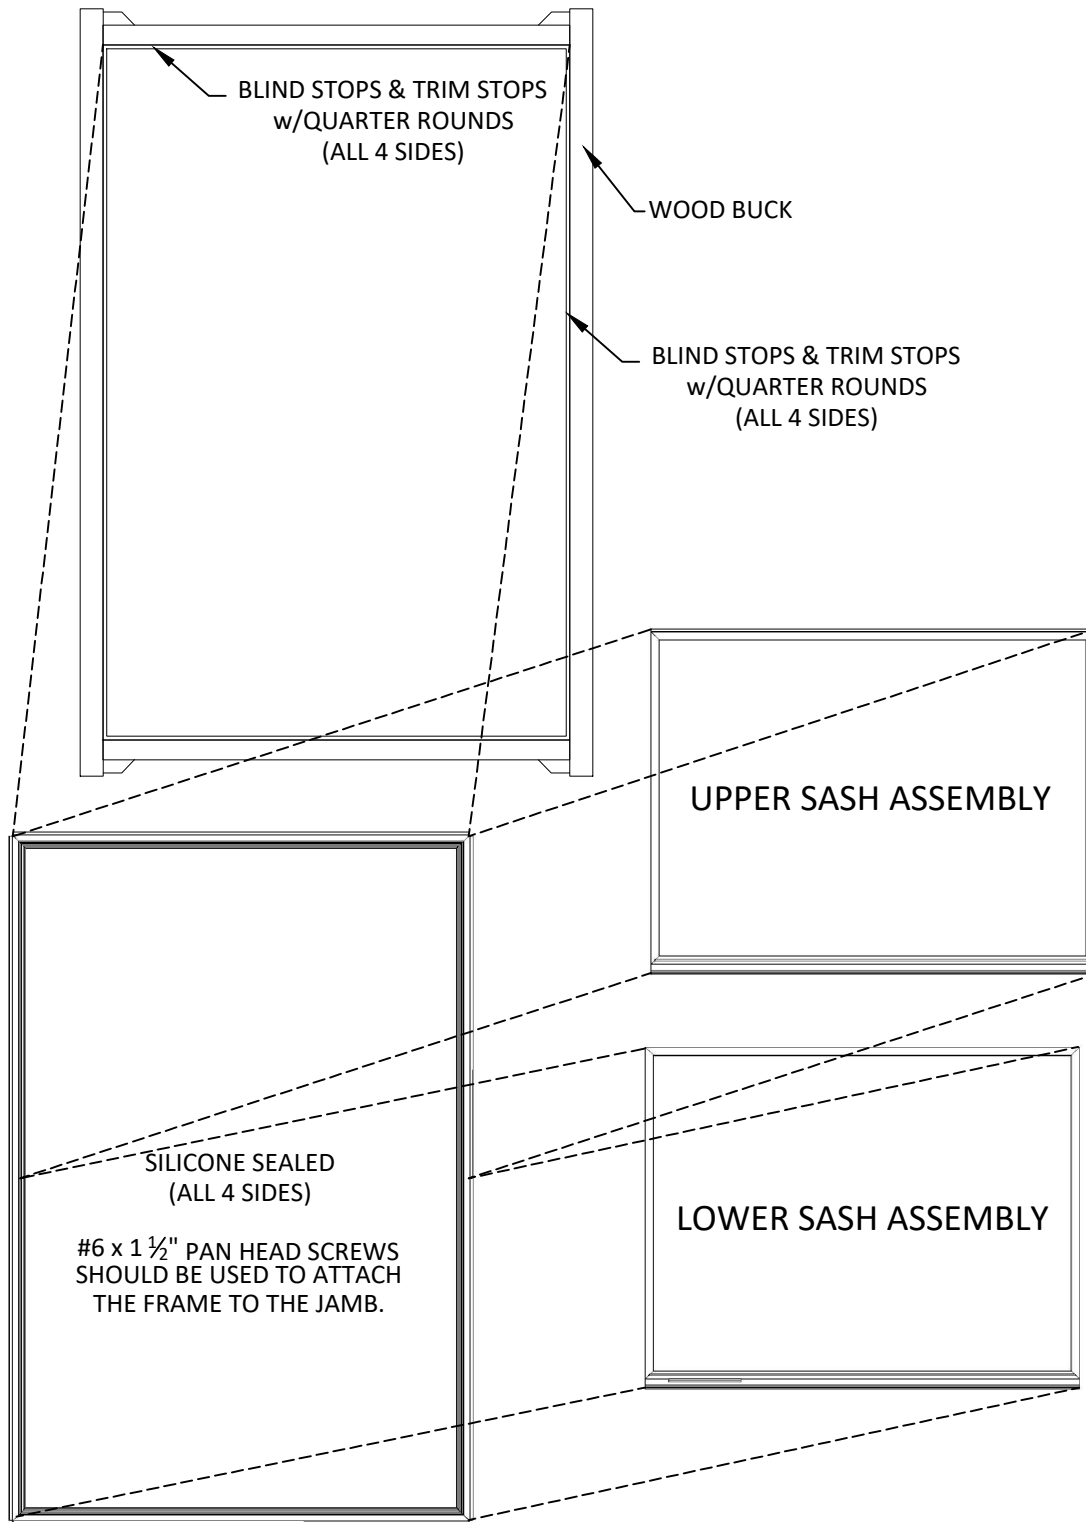 BLIND STOPS & TRIM STOPS
w/QUARTER ROUNDS
(ALL 4 SIDES)
WOOD BUCK
BLIND STOPS & TRIM STOPS
w/QUARTER ROUNDS
(ALL 4 SIDES)
UPPER SASH ASSEMBLY
SILICONE SEALED
(ALL 4 SIDES)
#6 x 1 ½" PAN HEAD SCREWS
SHOULD BE USED TO ATTACH
THE FRAME TO THE JAMB.
LOWER SASH ASSEMBLY